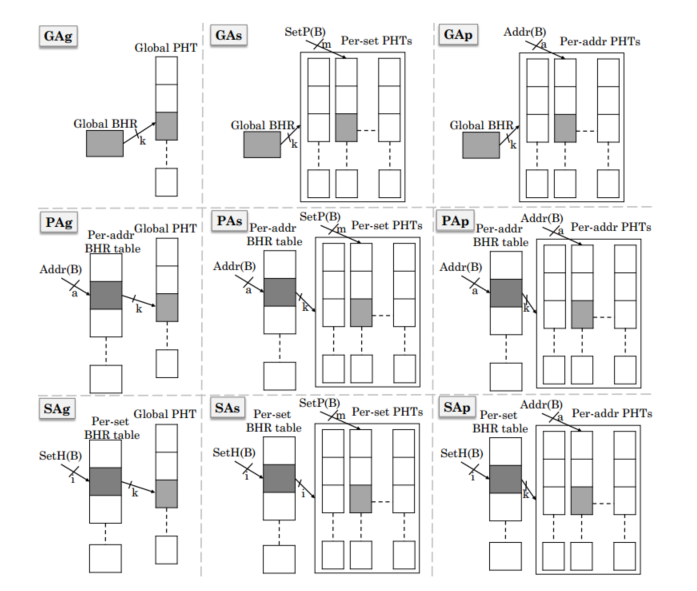 GAg
Global PHT
Global BHR
k
GAs
SetP(B)
m
Per-set PHTs
Global BHR
k
GAp
Addr(B)
a
Per-addr PHTs
Global BHR
k
PAg
Per-addr
BHR table
Global PHT
Addr(B)
a
k
PAs
Per-addr
BHR table
SetP(B)
m
Per-set PHTs
Addr(B)
a
k
PAp
Per-addr
BHR table
Addr(B)
a
Per-addr PHTs
Addr(B)
a
k
SAg
Per-set
BHR table
Global PHT
SetH(B)
i
k
SAs
Per-set
BHR table
SetP(B)
m
Per-set PHTs
SetH(B)
i
i
SAp
Per-set
BHR table
Addr(B)
a
Per-addr PHTs
SetH(B)
i
k